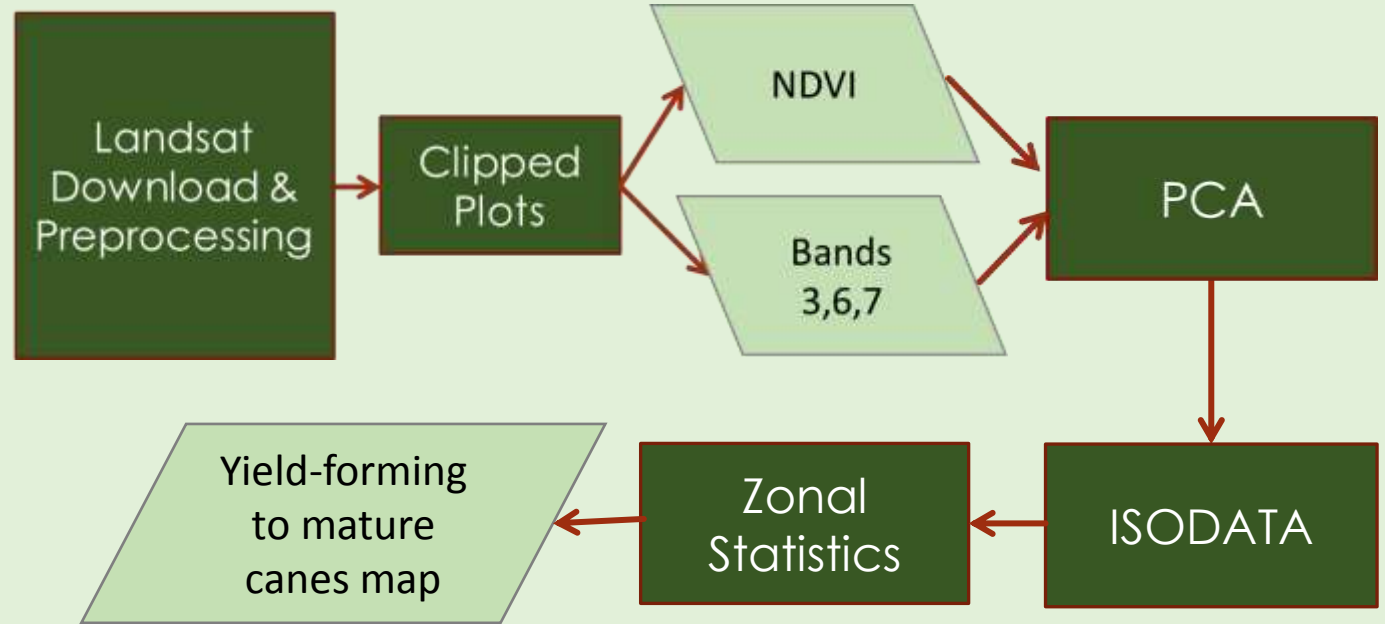 Landsat
Download &
Preprocessing
Clipped
Plots
NDVI
Bands
3,6,7
PCA
ISODATA
Zonal
Statistics
Yield-forming
to mature
canes map